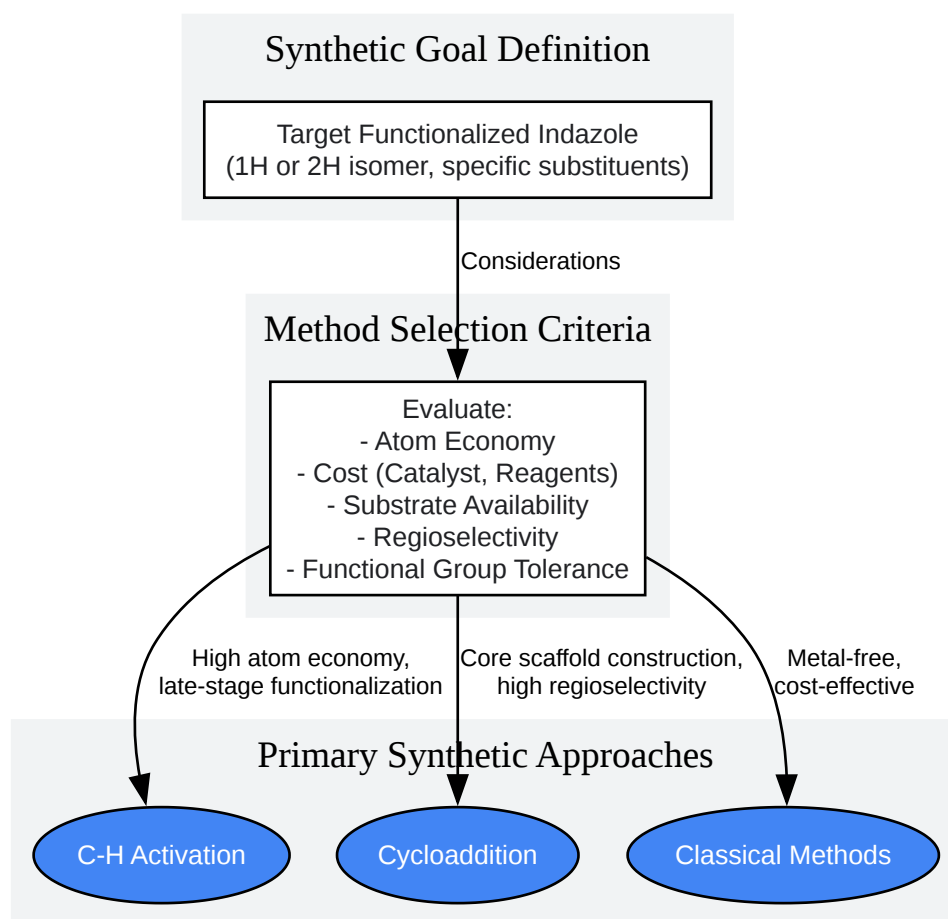 Synthetic Goal Definition
Target Functionalized Indazole
(1H or 2H isomer, specific substituents)
Considerations
Method Selection Criteria
Evaluate:
- Atom Economy
- Cost (Catalyst, Reagents)
- Substrate Availability
- Regioselectivity
- Functional Group Tolerance
High atom economy,
late-stage functionalization
Core scaffold construction,
high regioselectivity
Metal-free,
cost-effective
Primary Synthetic Approaches
C-H Activation
Cycloaddition
Classical Methods